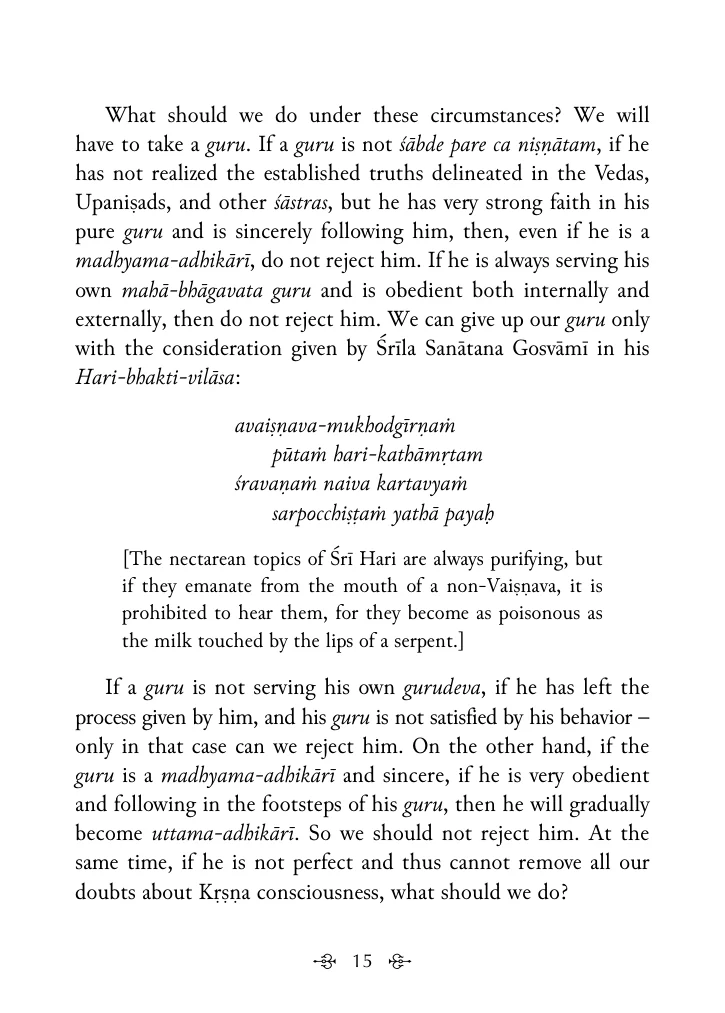 What should we do under these circumstances? We will
have to take a guru. If a guru is not śābde pare ca niṣṇātam, if he
has not realized the established truths delineated in the Vedas,
Upaniṣads, and other śāstras, but he has very strong faith in his
pure guru and is sincerely following him, then, even if he is a
madhyama-adhikārī, do not reject him. If he is always serving his
own mahā-bhāgavata guru and is obedient both internally and
externally, then do not reject him. We can give up our guru only
with the consideration given by Śrīla Sanātana Gosvāmī in his
Hari-bhakti-vilāsa:
avaiṣṇava-mukhodgīrṇaṁ
pūtaṁ hari-kathāmṛtam
śravaṇaṁ naiva kartavyaṁ
sarpocchiṣṭaṁ yathā payaḥ
[The nectarean topics of Śrī Hari are always purifying, but
if they emanate from the mouth of a non-Vaiṣṇava, it is
prohibited to hear them, for they become as poisonous as
the milk touched by the lips of a serpent.]
If a guru is not serving his own gurudeva, if he has left the
process given by him, and his guru is not satisfied by his behavior –
only in that case can we reject him. On the other hand, if the
guru is a madhyama-adhikārī and sincere, if he is very obedient
and following in the footsteps of his guru, then he will gradually
become uttama-adhikārī. So we should not reject him. At the
same time, if he is not perfect and thus cannot remove all our
doubts about Kṛṣṇa consciousness, what should we do?
15